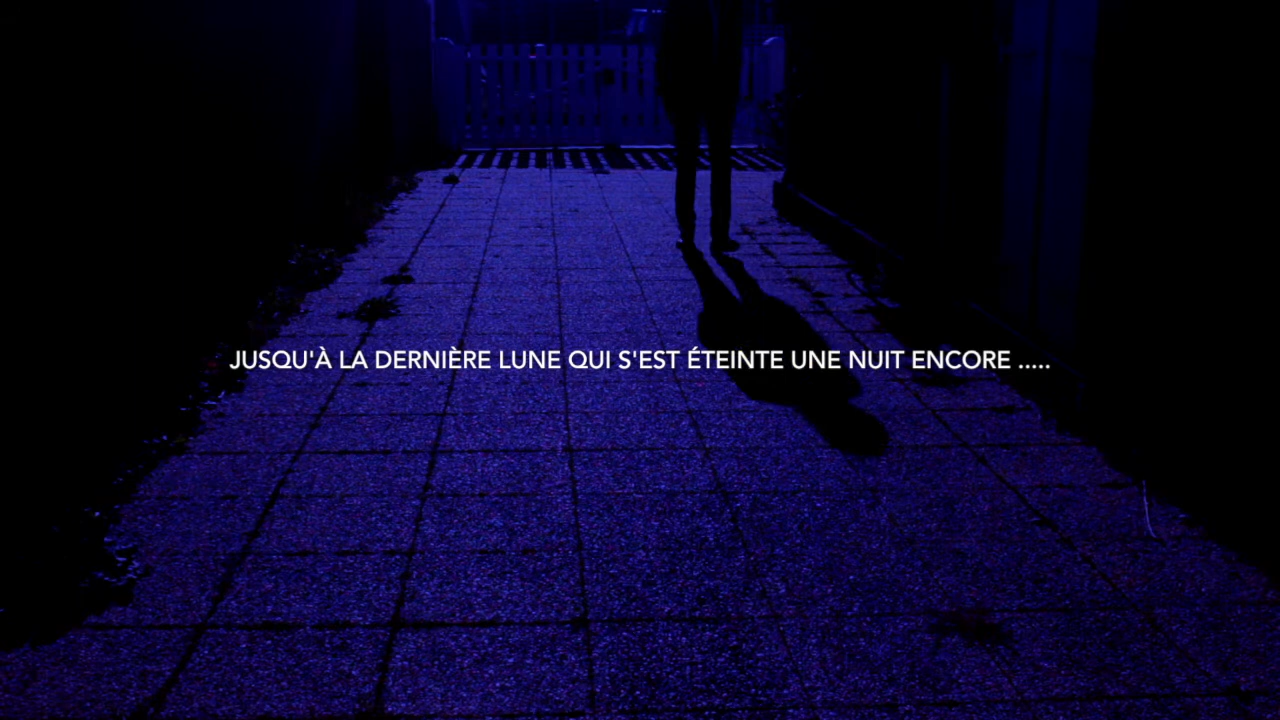 JUSQU'À LA DERNIÈRE LUNE QUI S'EST ÉTEINTE UNE NUIT ENCORE .....